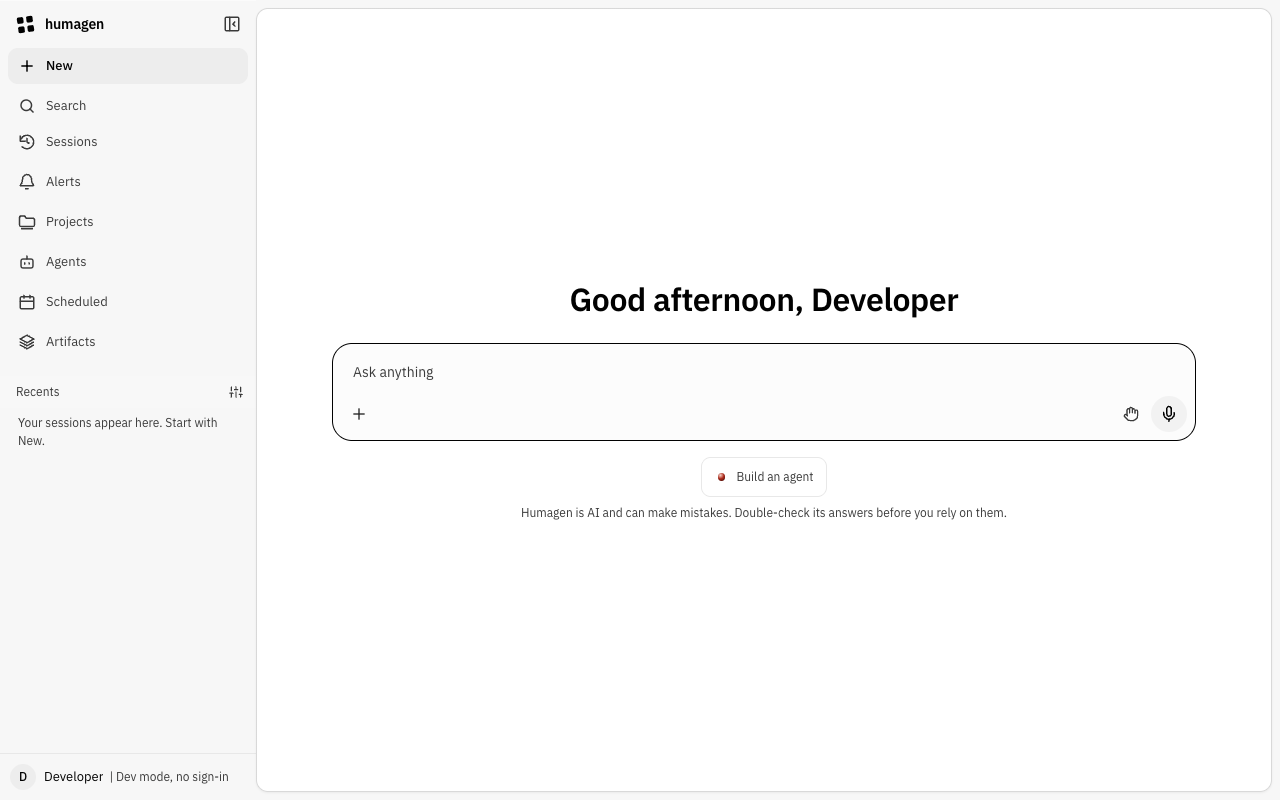 humagen
New
Search
Sessions
Alerts
Projects
Agents
Scheduled
Artifacts
Recents
Your sessions appear here. Start with
New.
D Developer | Dev mode, no sign-in
Good afternoon, Developer
Ask anything
Build an agent
Humagen is AI and can make mistakes. Double-check its answers before you rely on them.